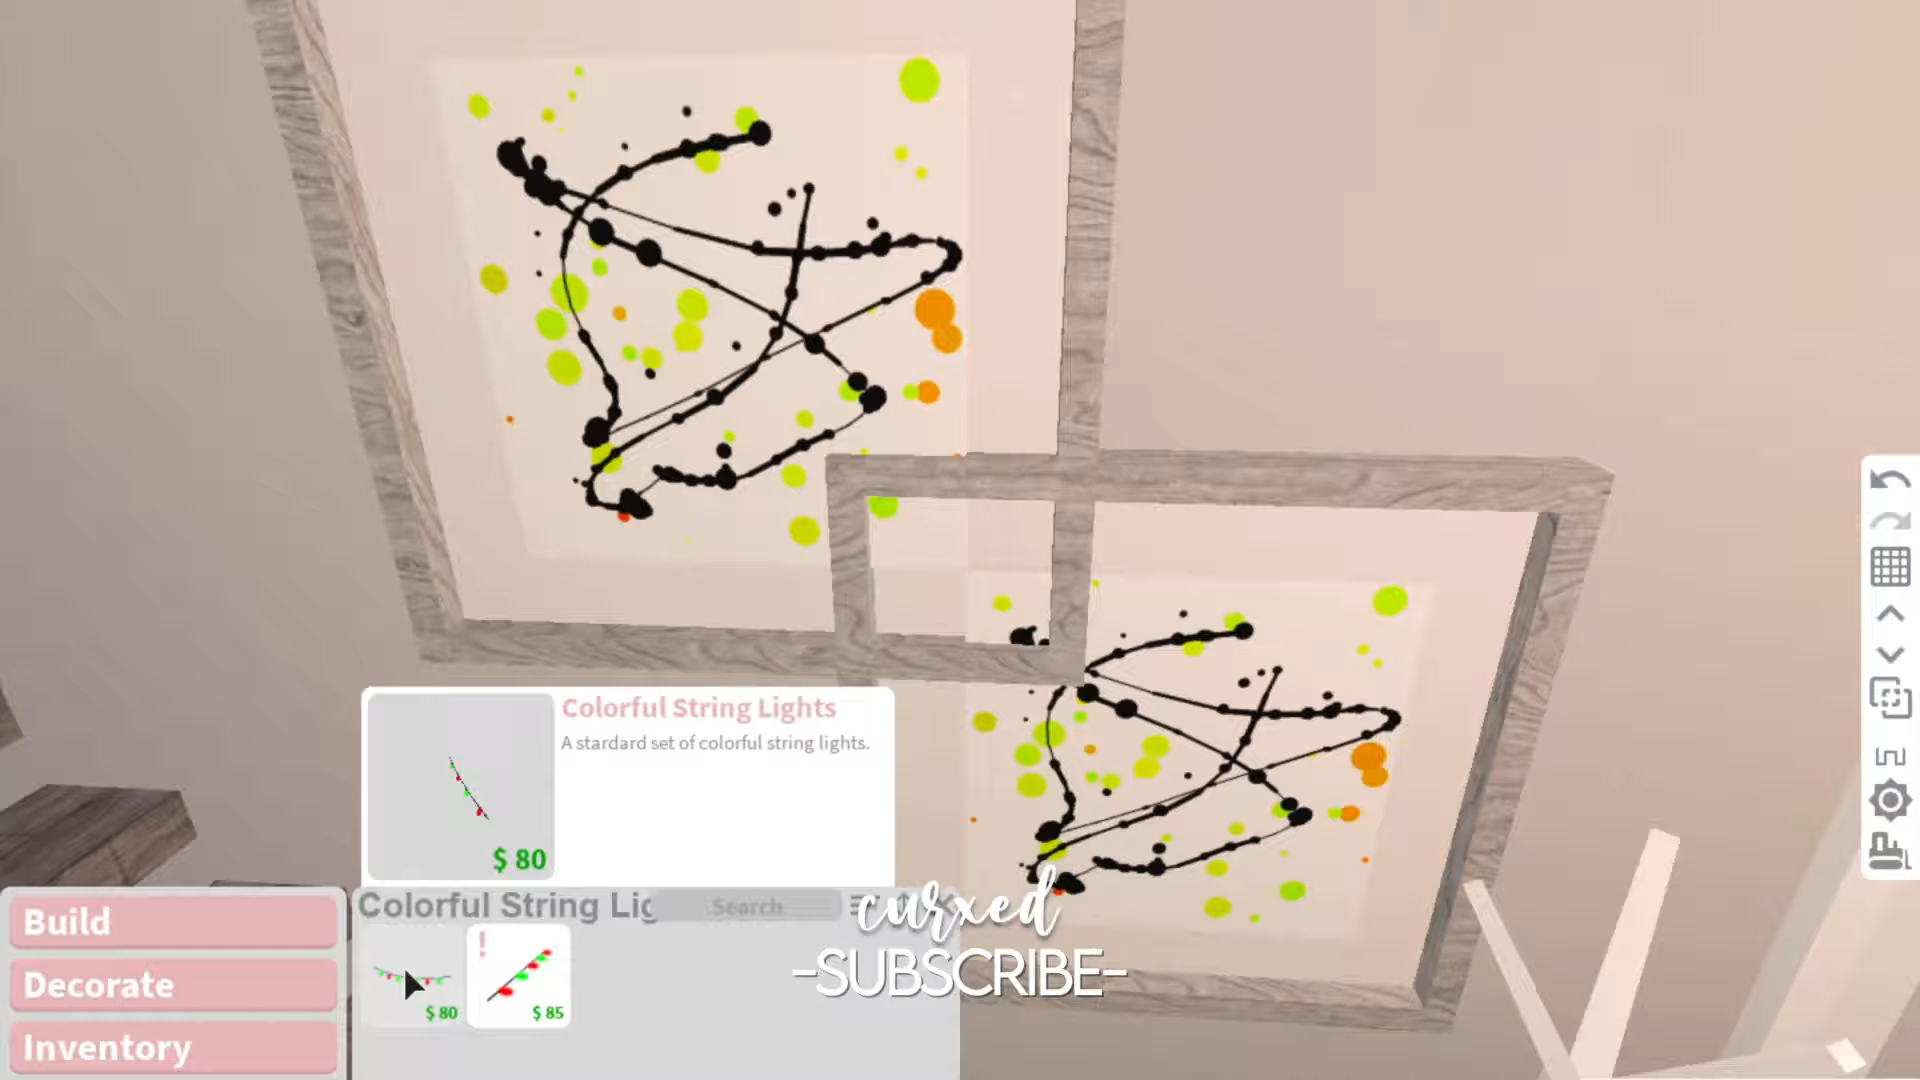 Colorful String Lights
A stardard set of colorful string lights.
$ 80
Colorful String Lig
Search
Build
Decorate
Inventory
!
$ 80
$ 85
curxed
-SUBSCRIBE-